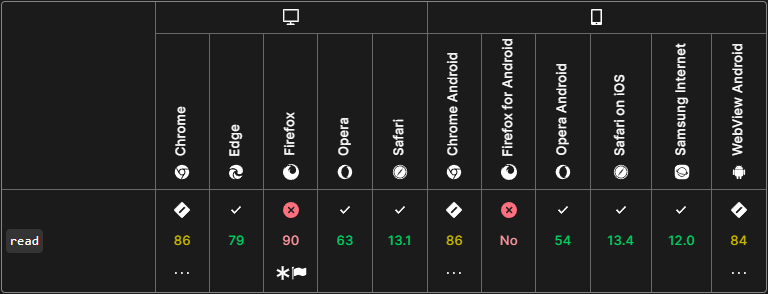 Chrome
Edge
Firefox
Opera
Safari
Chrome Android
Firefox for Android
Opera Android
Safari on iOS
Samsung Internet
WebView Android
read 86 79 90 63 13.1 86 No 54 13.4 12.0 84
… … …